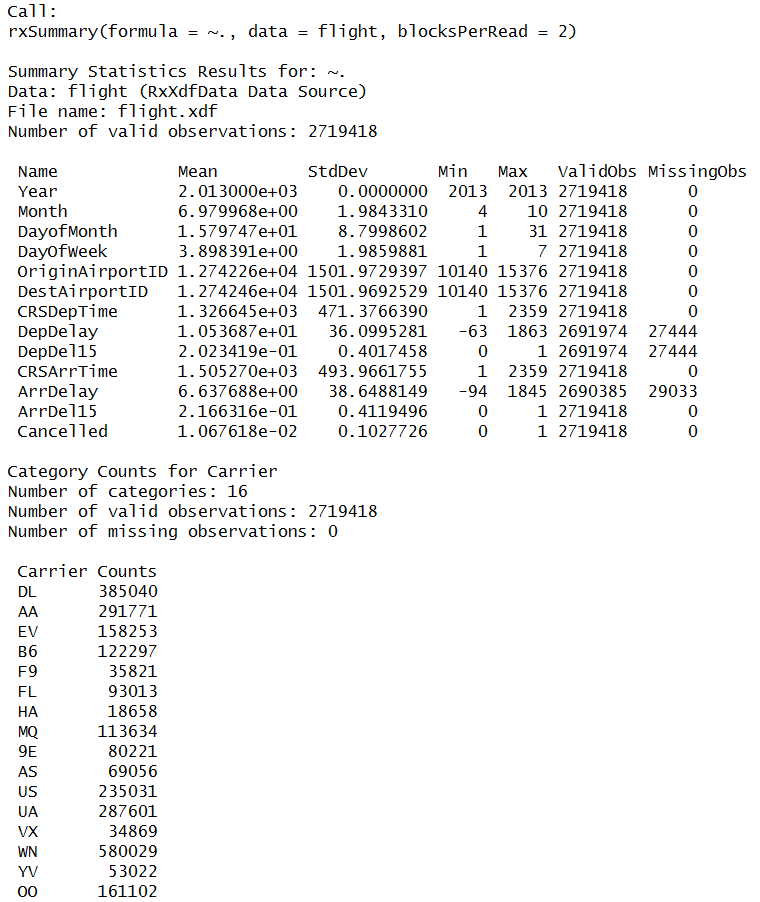 Call:
rxSummary(formula = ~., data = flight, blocksPerRead = 2)
Summary Statistics Results for: ~.
Data: flight (RxXdfData Data Source)
File name: flight.xdf
Number of valid observations: 2719418
Name Mean StdDev Min Max ValidObs MissingObs
Year 2.013000e+03 0.0000000 2013 2013 2719418 0
Month 6.979968e+00 1.9843310 4 10 2719418 0
DayofMonth 1.579747e+01 8.7998602 1 31 2719418 0
DayOfWeek 3.898391e+00 1.9859881 1 7 2719418 0
OriginAirportID 1.274226e+04 1501.9729397 10140 15376 2719418 0
DestAirportID 1.274246e+04 1501.9692529 10140 15376 2719418 0
CRSDepTime 1.326645e+03 471.3766390 1 2359 2719418 0
DepDelay 1.053687e+01 36.0995281 -63 1863 2691974 27444
DepDel15 2.023419e-01 0.4017458 0 1 2691974 27444
CRSArrTime 1.505270e+03 493.9661755 1 2359 2719418 0
ArrDelay 6.637688e+00 38.6488149 -94 1845 2690385 29033
ArrDel15 2.166316e-01 0.4119496 0 1 2719418 0
Cancelled 1.067618e-02 0.1027726 0 1 2719418 0
Category Counts for Carrier
Number of categories: 16
Number of valid observations: 2719418
Number of missing observations: 0
Carrier Counts
DL 385040
AA 291771
EV 158253
B6 122297
F9 35821
FL 93013
HA 18658
MQ 113634
9E 80221
AS 69056
US 235031
UA 287601
VX 34869
WN 580029
YV 53022
OO 161102